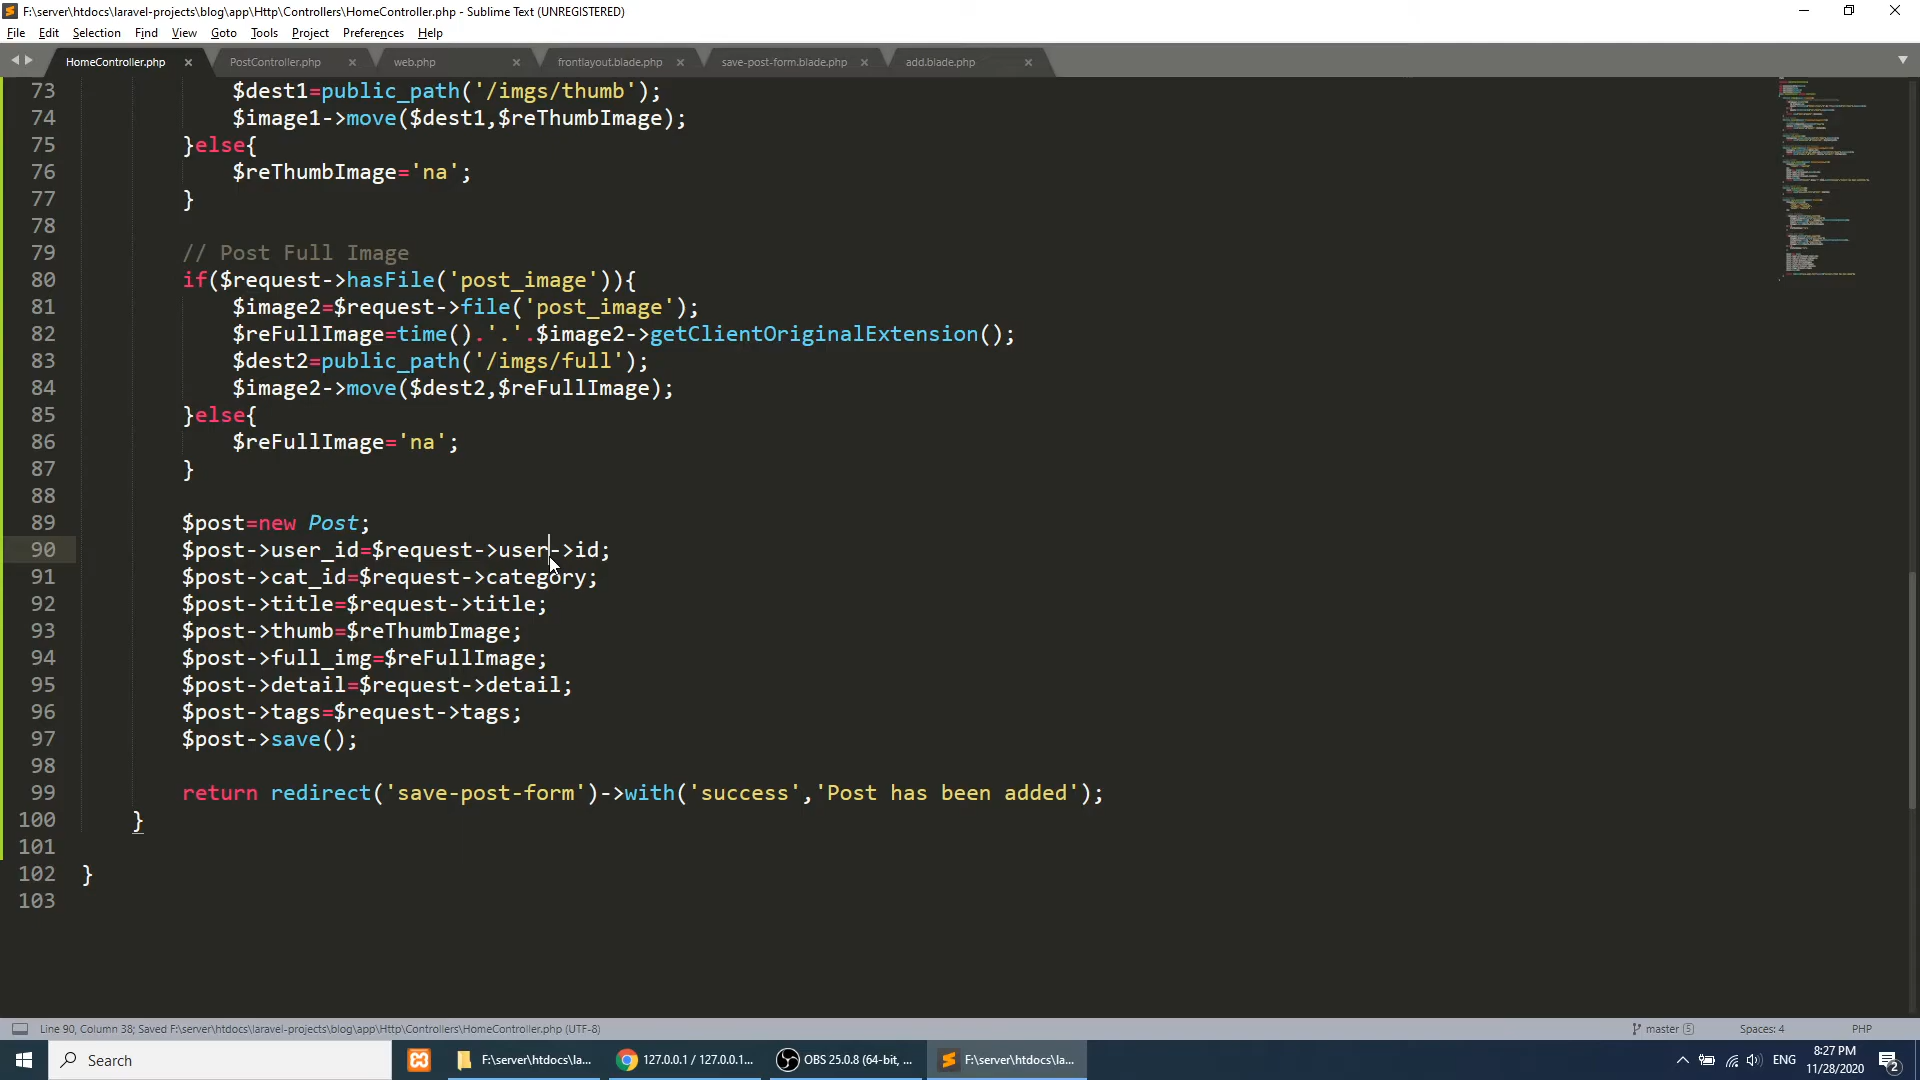 F:\server\htdocs\laravel-projects\blog\app\Http\Controllers\HomeController.php - Sublime Text (UNREGISTERED)
File Edit Selection Find View Goto Tools Project Preferences Help
HomeController.php PostController.php web.php frontlayout.blade.php save-post-form.blade.php add.blade.php
73 $dest1=public_path('/imgs/thumb');
74 $image1->move($dest1,$reThumbImage);
75 }else{
76 $reThumbImage='na';
77 }
78
79 // Post Full Image
80 if($request->hasFile('post_image')){
81 $image2=$request->file('post_image');
82 $reFullImage=time().'.'.$image2->getClientOriginalExtension();
83 $dest2=public_path('/imgs/full');
84 $image2->move($dest2,$reFullImage);
85 }else{
86 $reFullImage='na';
87 }
88
89 $post=new Post;
90 $post->user_id=$request->user->id;
91 $post->cat_id=$request->category;
92 $post->title=$request->title;
93 $post->thumb=$reThumbImage;
94 $post->full_img=$reFullImage;
95 $post->detail=$request->detail;
96 $post->tags=$request->tags;
97 $post->save();
98
99 return redirect('save-post-form')->with('success','Post has been added');
100 }
101
102 }
103
Line 90, Column 38; Saved F:\server\htdocs\laravel-projects\blog\app\Http\Controllers\HomeController.php (UTF-8) master 5 Spaces: 4 PHP
Search F:\server\htdocs\la... 127.0.0.1 / 127.0.0.1... OBS 25.0.8 (64-bit, ... F:\server\htdocs\la... ENG 8:27 PM
11/28/2020 2